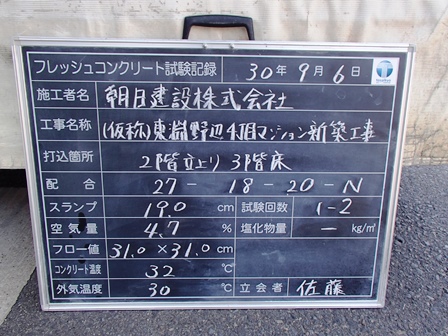 フレッシュコンクリート試験記録 30年9月6日
施工者名 朝日建設株式会社
工事名称 (仮称)東淵野辺4丁目マンション新築工事
打込箇所 2階立上り 3階床
配合 27-18-20-N
スランプ 19.0 cm 試験回数 1-2
空気量 4.7 % 塩化物量 - kg/m³
フロー値 31.0×31.0 cm
コンクリート温度 32 ℃
外気温度 30 ℃ 立会者 佐藤